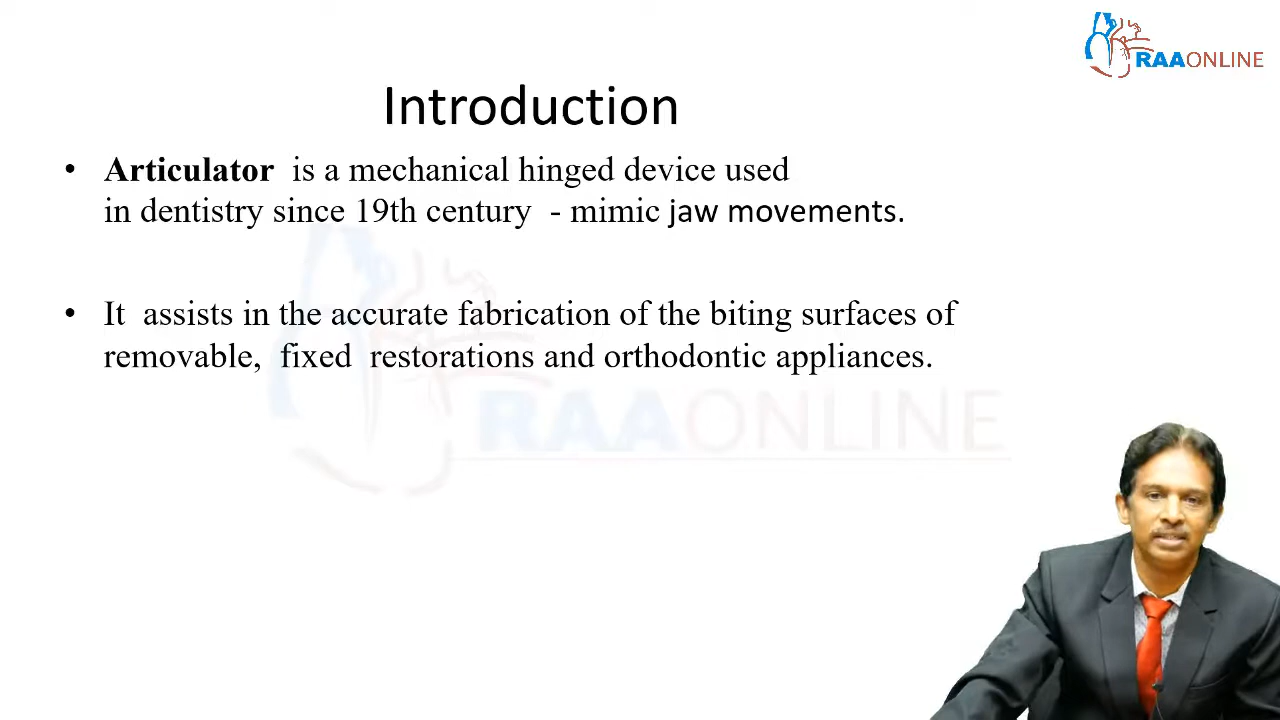 RAAONLINE
Introduction
• Articulator is a mechanical hinged device used
in dentistry since 19th century - mimic jaw movements.
• It assists in the accurate fabrication of the biting surfaces of
removable, fixed restorations and orthodontic appliances.
RAAONLINE